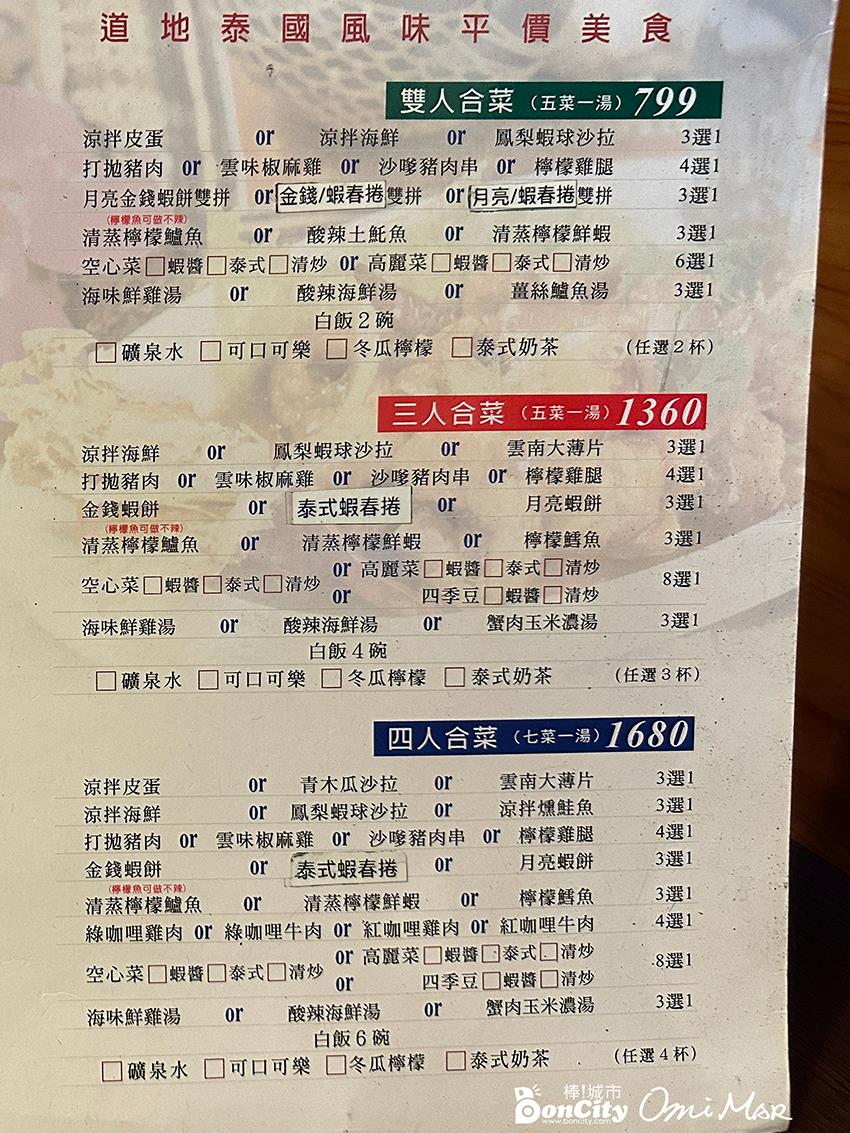 道地泰國風味平價美食
雙人合菜（五菜一湯）799
涼拌皮蛋 or 涼拌海鮮 or 鳳梨蝦球沙拉 3選1
打拋豬肉 or 雲味椒麻雞 or 沙嗲豬肉串 or 檸檬雞腿 4選1
月亮金錢蝦餅雙拼 or 金錢/蝦春捲雙拼 or 月亮/蝦春捲雙拼 3選1
(檸檬魚可做不辣)
清蒸檸檬鱸魚 or 酸辣土魠魚 or 清蒸檸檬鮮蝦 3選1
空心菜□蝦醬□泰式□清炒 or 高麗菜□蝦醬□泰式□清炒 6選1
海味鮮雞湯 or 酸辣海鮮湯 or 薑絲鱸魚湯 3選1
白飯2碗
□礦泉水 □可口可樂 □冬瓜檸檬 □泰式奶茶 (任選2杯)
三人合菜（五菜一湯）1360
涼拌海鮮 or 鳳梨蝦球沙拉 or 雲南大薄片 3選1
打拋豬肉 or 雲味椒麻雞 or 沙嗲豬肉串 or 檸檬雞腿 4選1
金錢蝦餅 or 泰式蝦春捲 or 月亮蝦餅 3選1
(檸檬魚可做不辣)
清蒸檸檬鱸魚 or 清蒸檸檬鮮蝦 or 檸檬鱈魚 3選1
or 高麗菜□蝦醬□泰式□清炒
空心菜□蝦醬□泰式□清炒 8選1
or 四季豆□蝦醬□清炒
海味鮮雞湯 or 酸辣海鮮湯 or 蟹肉玉米濃湯 3選1
白飯4碗
□礦泉水 □可口可樂 □冬瓜檸檬 □泰式奶茶 (任選3杯)
四人合菜（七菜一湯）1680
涼拌皮蛋 or 青木瓜沙拉 or 雲南大薄片 3選1
涼拌海鮮 or 鳳梨蝦球沙拉 or 涼拌燻鮭魚 3選1
打拋豬肉 or 雲味椒麻雞 or 沙嗲豬肉串 or 檸檬雞腿 4選1
金錢蝦餅 or 泰式蝦春捲 or 月亮蝦餅 3選1
(檸檬魚可做不辣)
清蒸檸檬鱸魚 or 清蒸檸檬鮮蝦 or 檸檬鱈魚 3選1
綠咖哩雞肉 or 綠咖哩牛肉 or 紅咖哩雞肉 or 紅咖哩牛肉 4選1
or 高麗菜□蝦醬□泰式□清炒
空心菜□蝦醬□泰式□清炒 8選1
or 四季豆□蝦醬□清炒
海味鮮雞湯 or 酸辣海鮮湯 or 蟹肉玉米濃湯 3選1
白飯6碗
□礦泉水 □可口可樂 □冬瓜檸檬 □泰式奶茶 (任選4杯)
棒!城市
BonCity Omi Mar
www.boncity.com